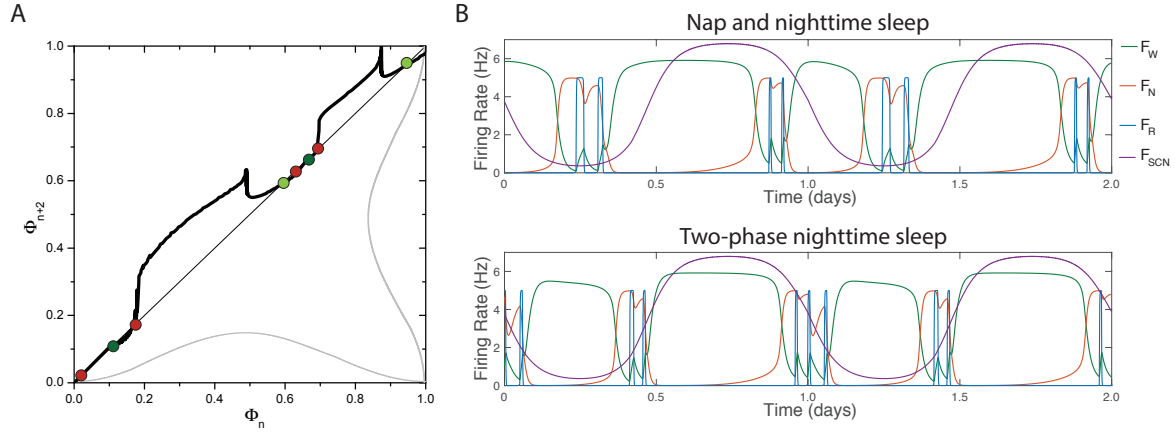 A
1.0
0.8
0.6
0.4
0.2
0.0
Φn+2
0.0 0.2 0.4 0.6 0.8 1.0
Φn
B
Nap and nighttime sleep
Firing Rate (Hz)
6
4
2
0
0 0.5 1.0 1.5 2.0
Time (days)
FW
FN
FR
FSCN
Two-phase nighttime sleep
Firing Rate (Hz)
6
4
2
0
0 0.5 1.0 1.5 2.0
Time (days)